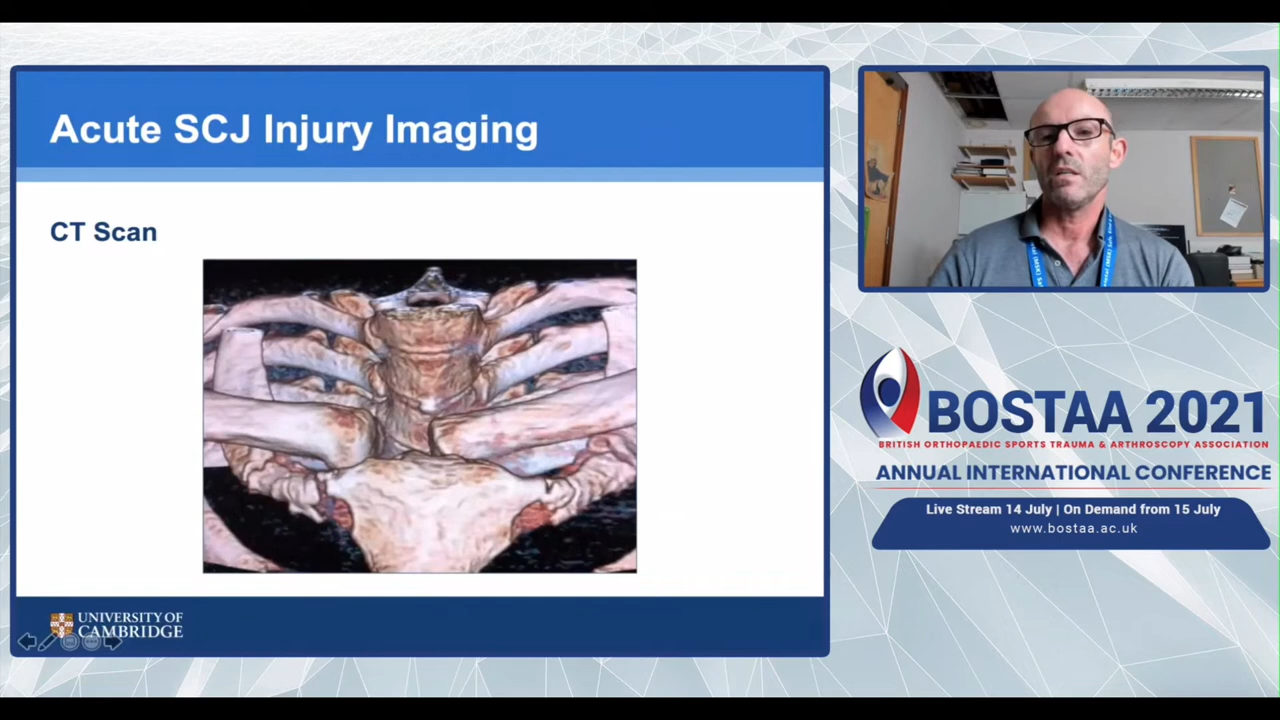 Acute SCJ Injury Imaging
CT Scan
UNIVERSITY OF
CAMBRIDGE
BOSTAA 2021
BRITISH ORTHOPAEDIC SPORTS TRAUMA & ARTHROSCOPY ASSOCIATION
ANNUAL INTERNATIONAL CONFERENCE
Live Stream 14 July | On Demand from 15 July
www.bostaa.ac.uk